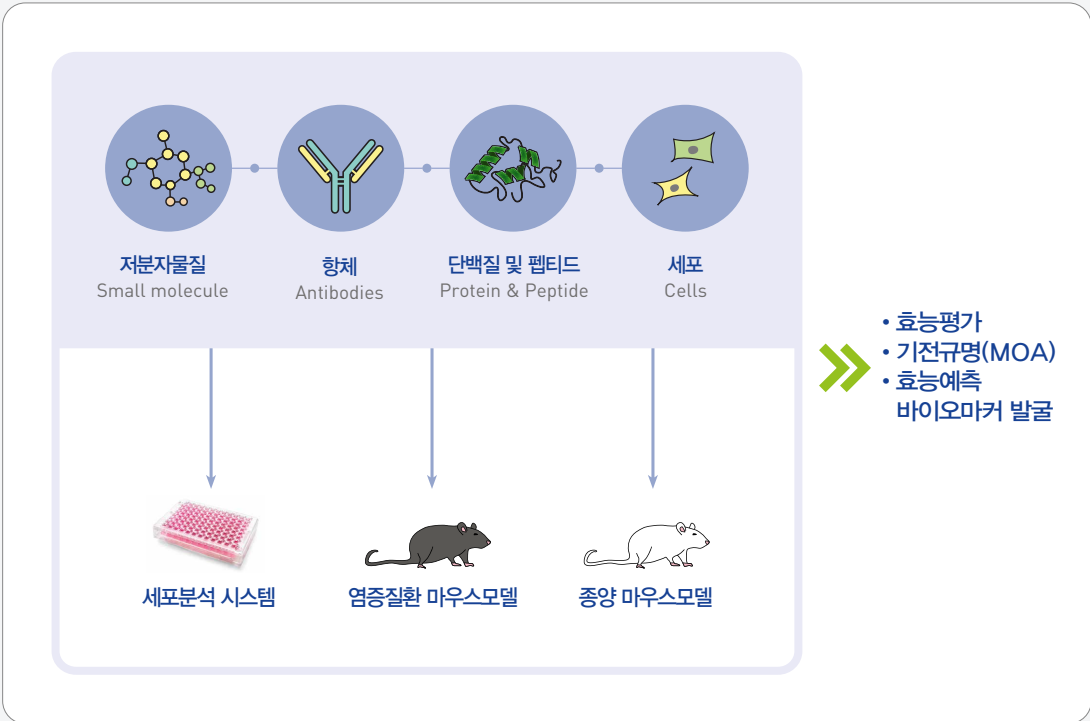 저분자물질
Small molecule
항체
Antibodies
단백질 및 펩티드
Protein & Peptide
세포
Cells
• 효능평가
• 기전규명(MOA)
• 효능예측
바이오마커 발굴
세포분석 시스템
염증질환 마우스모델
종양 마우스모델